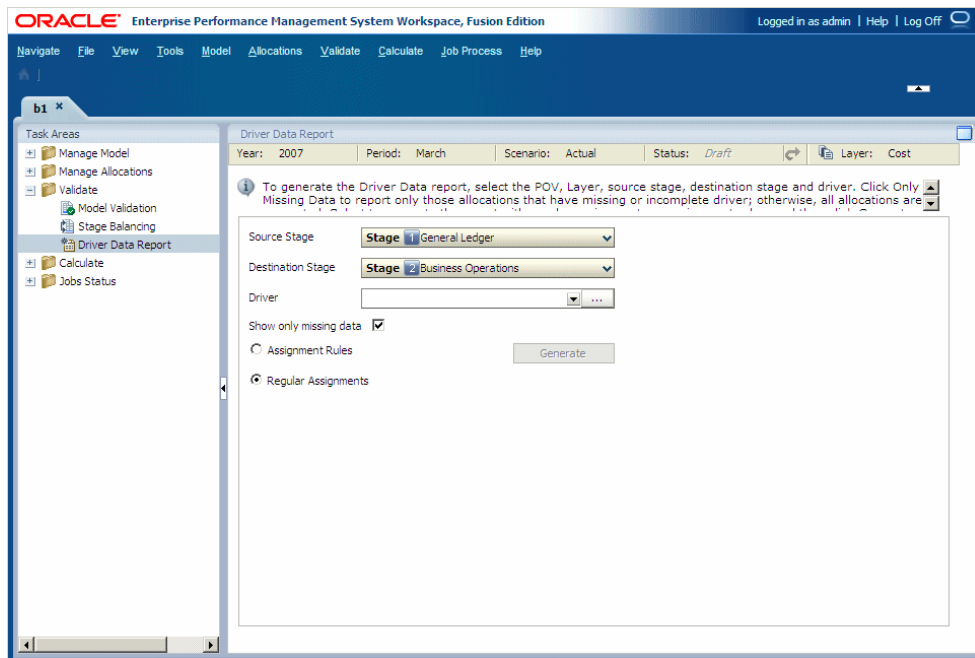 ORACLE® Enterprise Performance Management System Workspace, Fusion Edition Logged in as admin | Help | Log Off
Navigate File View Tools Model Allocations Validate Calculate Job Process Help
b1 ×
Task Areas
Manage Model
Manage Allocations
Validate
Model Validation
Stage Balancing
Driver Data Report
Calculate
Jobs Status
Driver Data Report
Year: 2007 Period: March Scenario: Actual Status: Draft Layer: Cost
To generate the Driver Data report, select the POV, Layer, source stage, destination stage and driver. Click Only
Missing Data to report only those allocations that have missing or incomplete driver; otherwise, all allocations are
Source Stage Stage 1 General Ledger
Destination Stage Stage 2 Business Operations
Driver ...
Show only missing data
Assignment Rules Generate
Regular Assignments